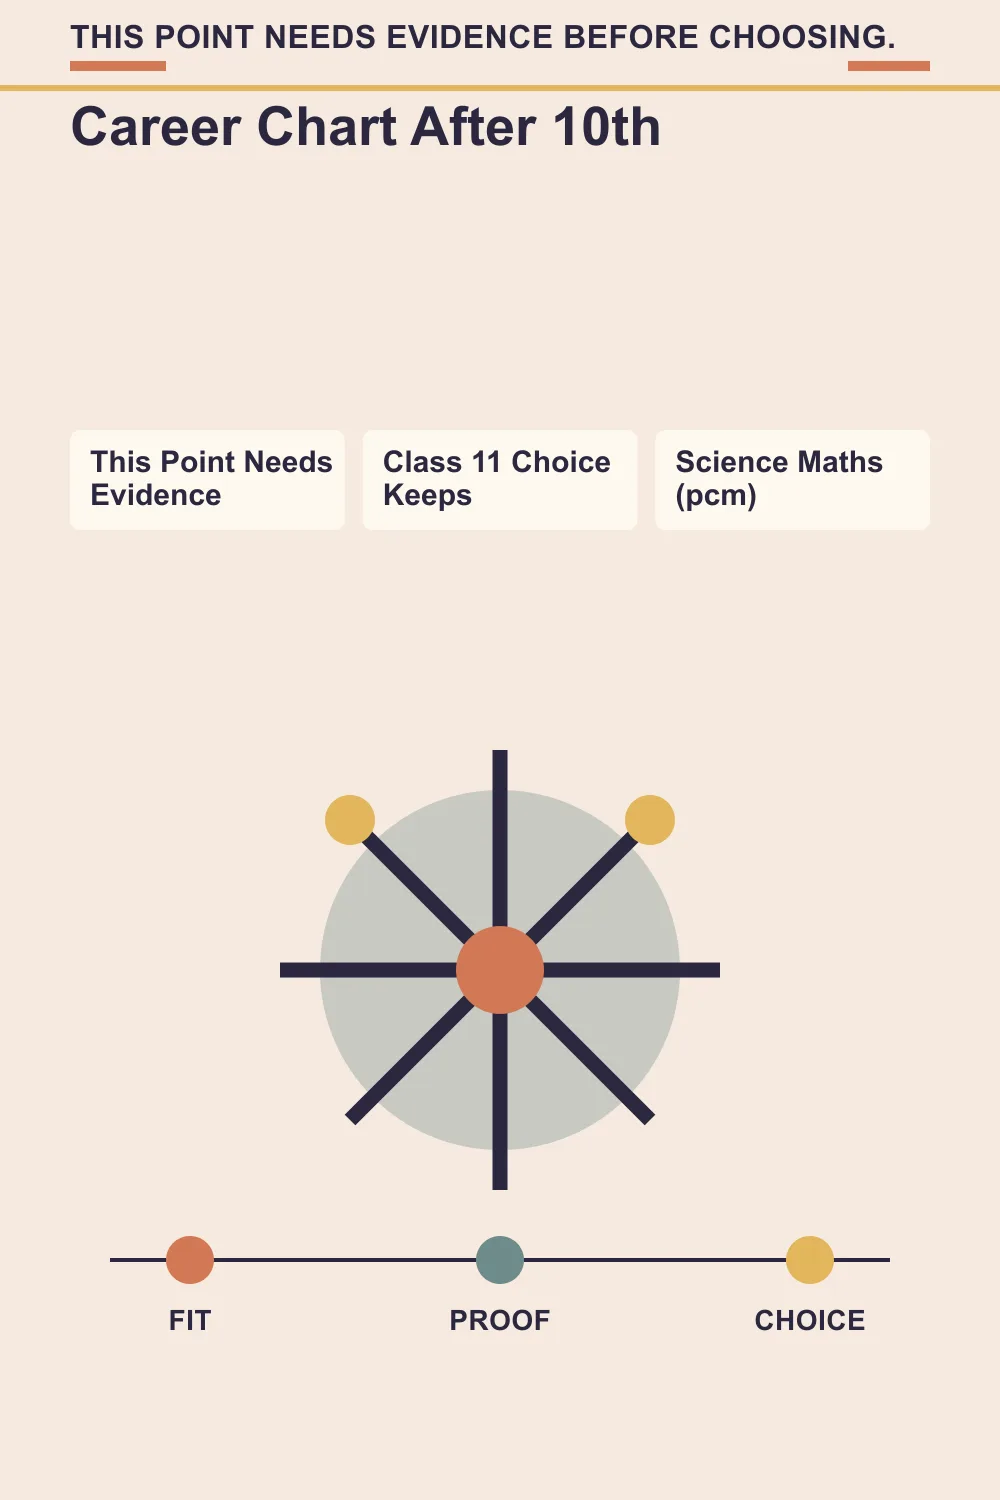 THIS POINT NEEDS EVIDENCE BEFORE CHOOSING.
Career Chart After 10th
This Point Needs
Evidence
Class 11 Choice
Keeps
Science Maths
(pcm)
FIT
PROOF
CHOICE